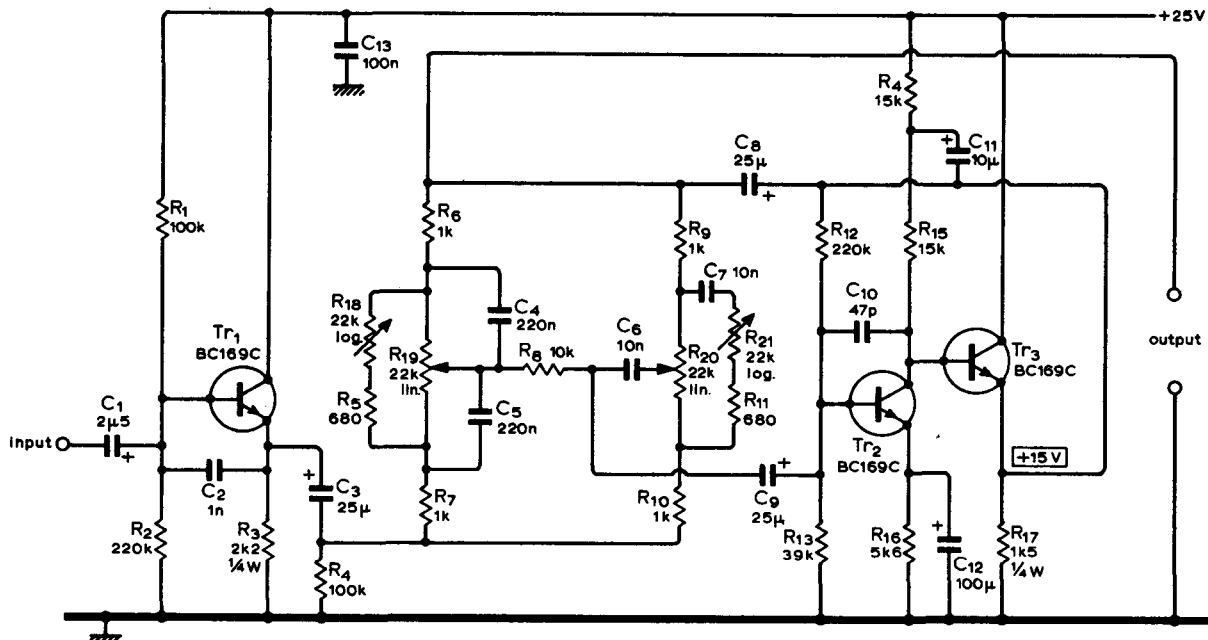 +25V
C13
100n
R4
15k
C8
25µ
+
+
C11
10µ
R1
100k
R6
1k
R9
1k
R12
220k
R15
15k
C7 10n
R18
22k
log.
C4
220n
C6
10n
R21
22k
log.
C10
47p
Tr1
BC169C
R19
22k
lin.
R8 10k
R20
22k
lin.
Tr3
BC169C
output
R5
680
C5
220n
R11
680
C1
2µ5
+
input
Tr2
BC169C
+15V
C2
1n
+
C3
25µ
R7
1k
R10
1k
C9
25µ
+
R2
220k
R3
2k2
¼W
R4
100k
R13
39k
R16
5k6
+
C12
100µ
R17
1k5
¼W